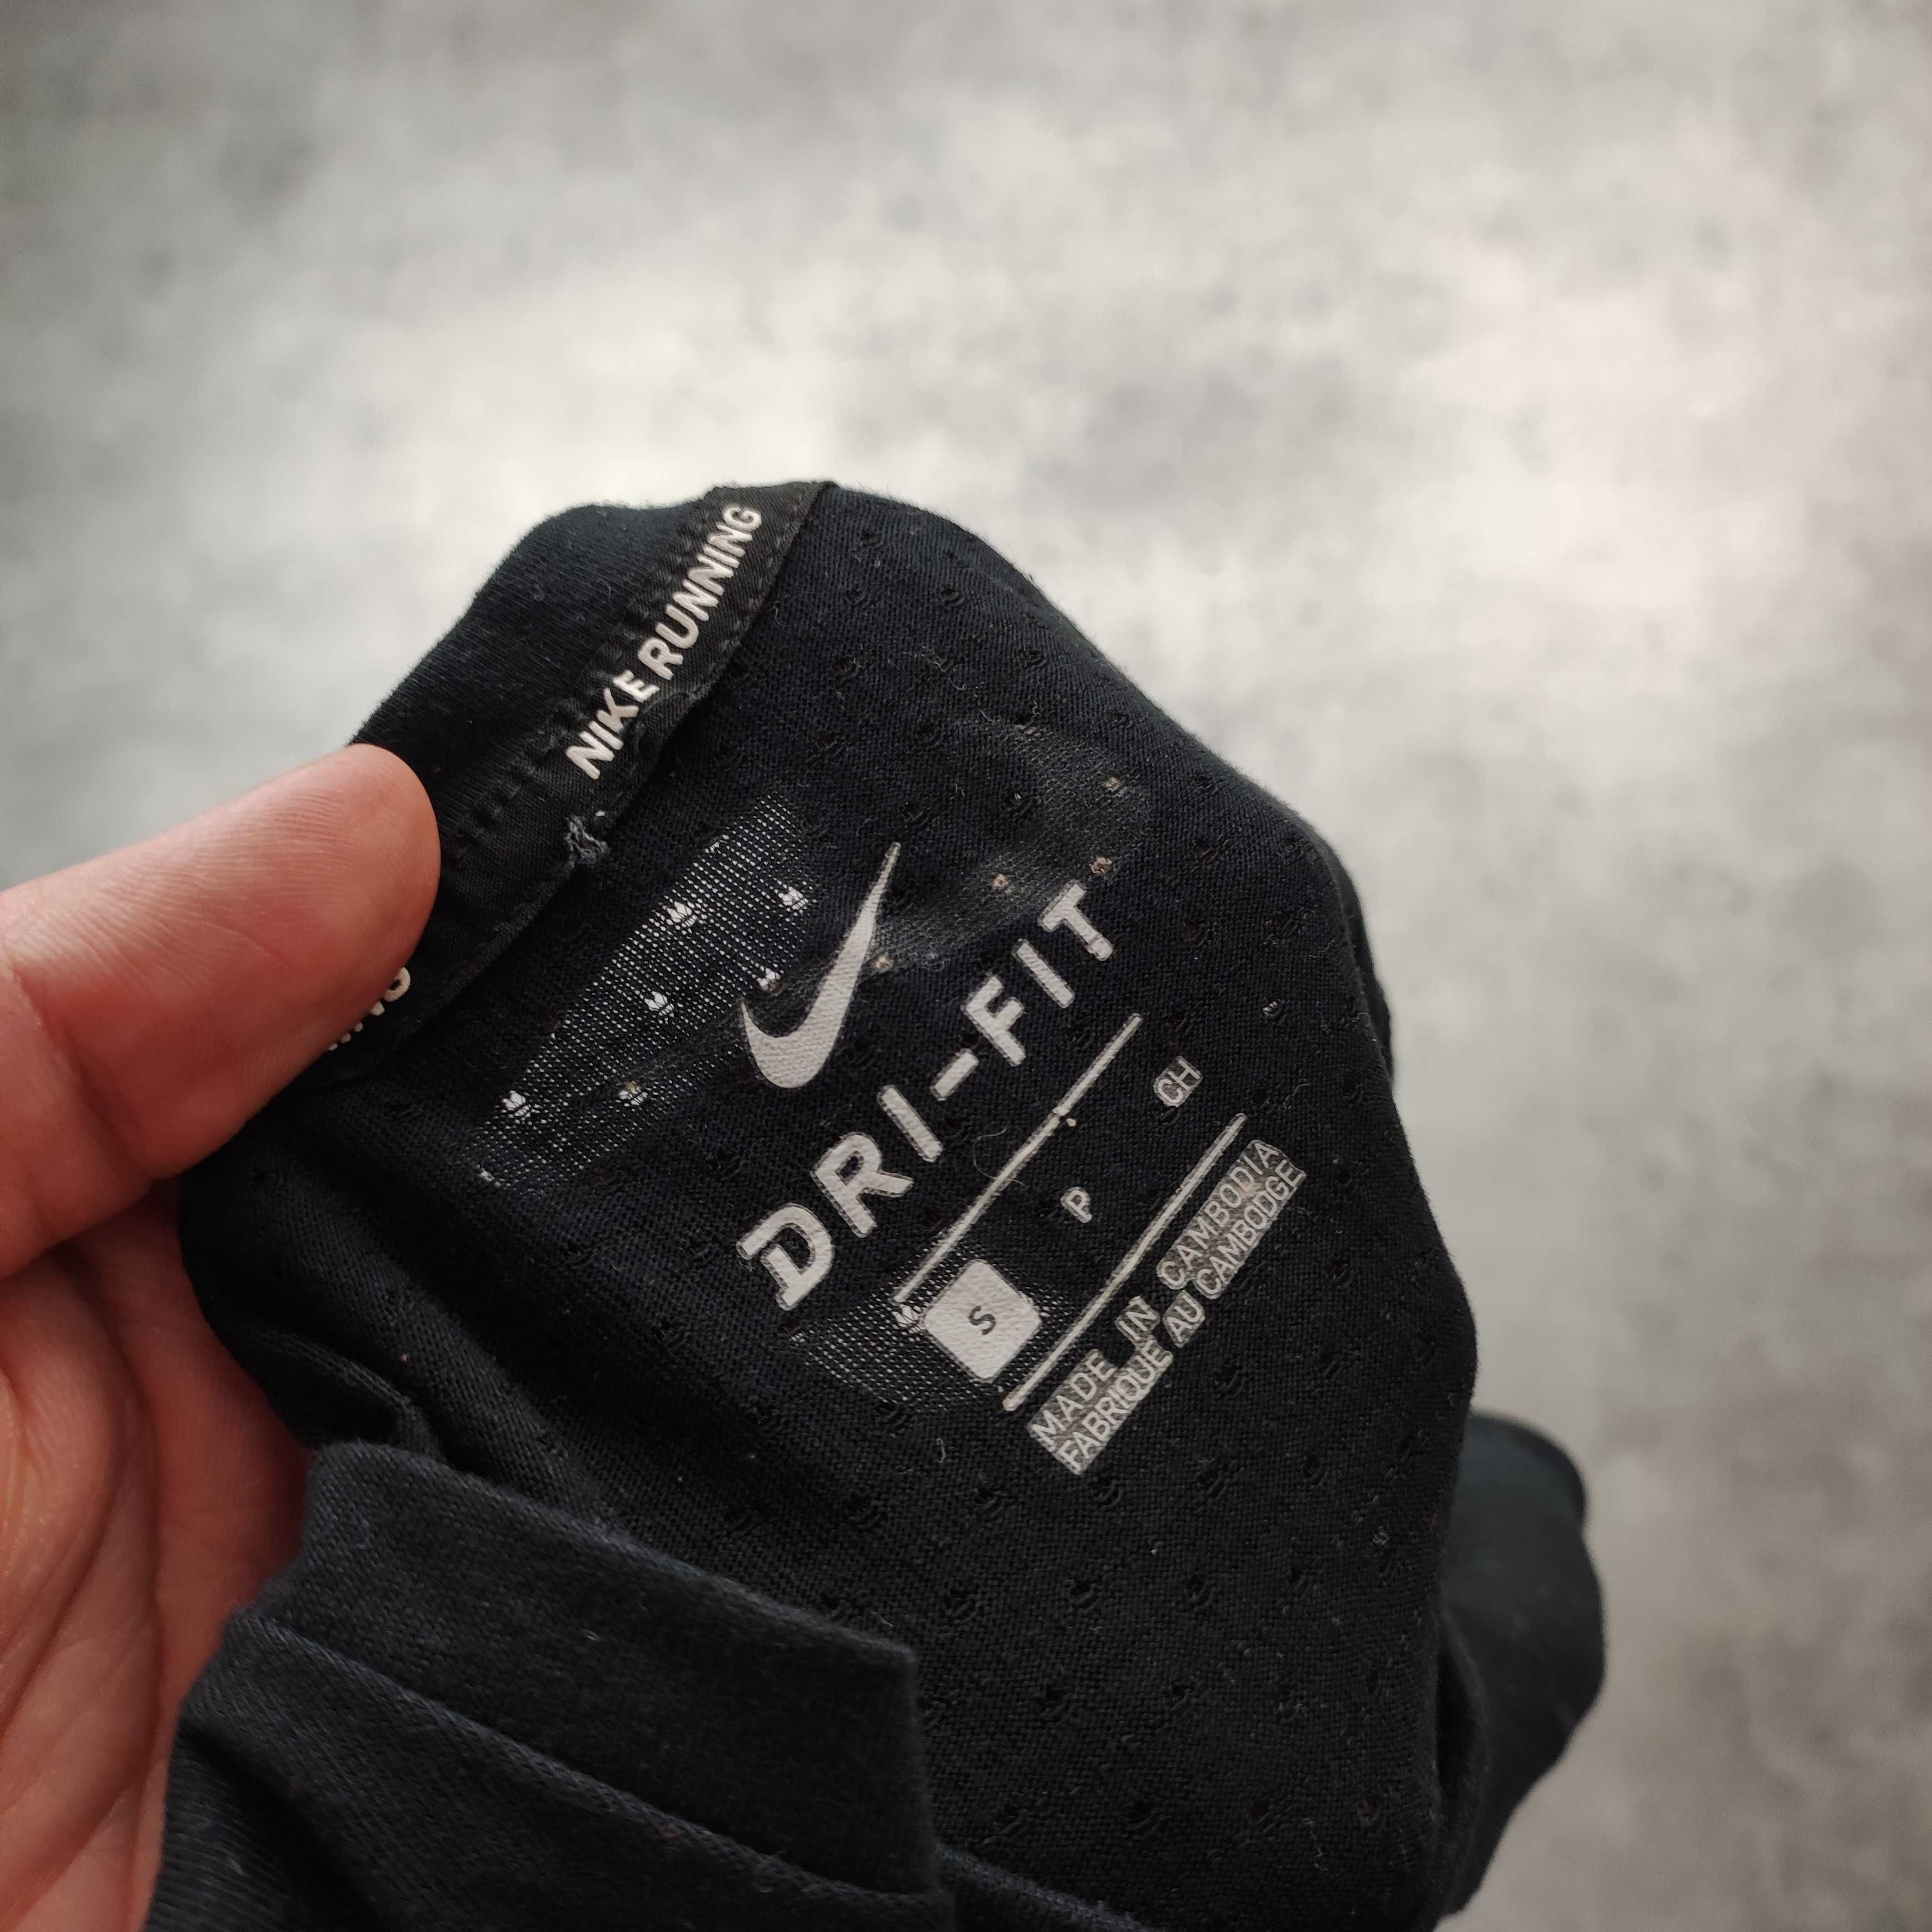 NIKE RUNNING
DRI-FIT
S P CH
MADE IN CAMBODIA
FABRIQUE AU CAMBODGE